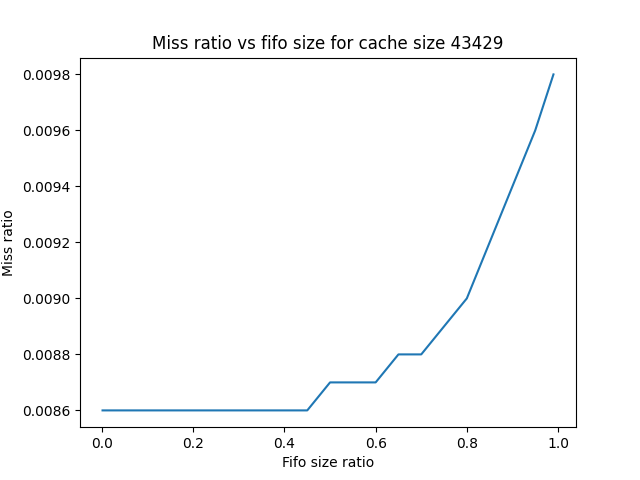 Miss ratio vs fifo size for cache size 43429
0.0098
0.0096
0.0094
0.0092
0.0090
0.0088
0.0086
Miss ratio
0.0 0.2 0.4 0.6 0.8 1.0
Fifo size ratio